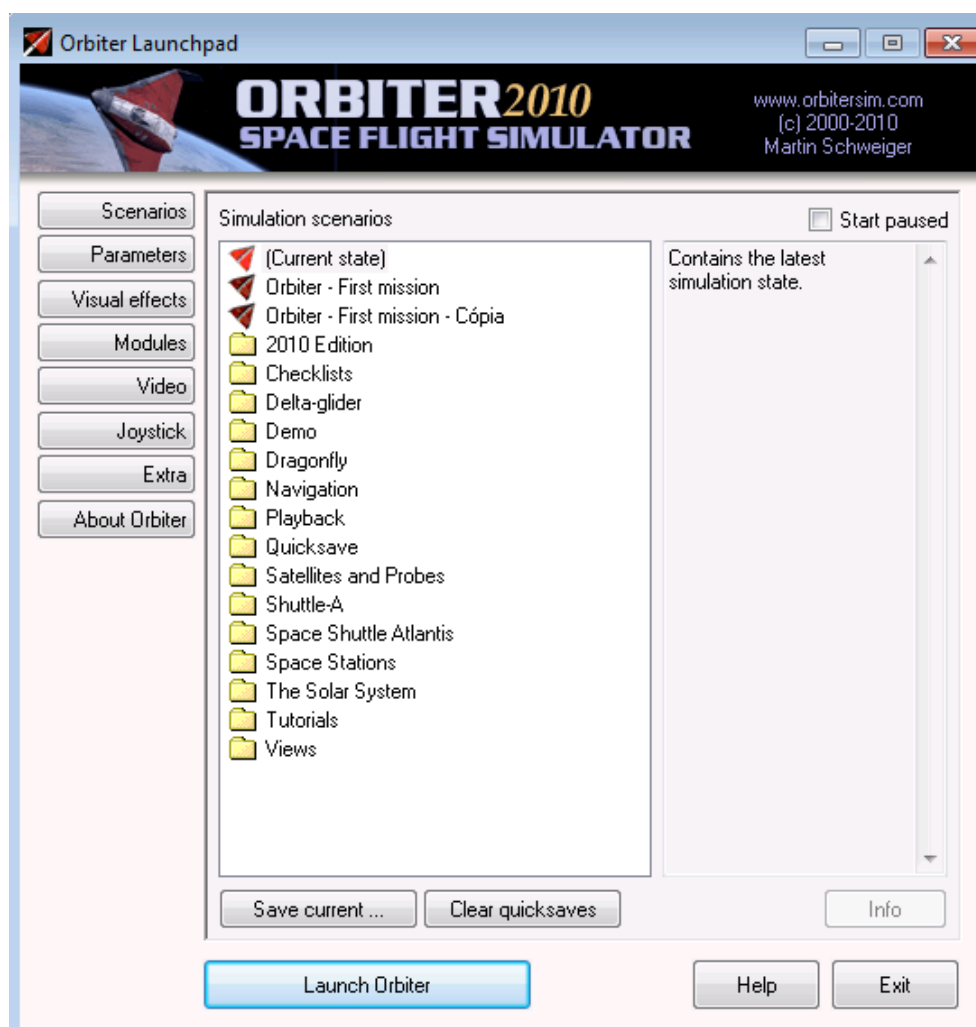 Orbiter Launchpad
ORBITER2010
SPACE FLIGHT SIMULATOR
www.orbitersim.com
(c) 2000-2010
Martin Schweiger
Scenarios
Parameters
Visual effects
Modules
Video
Joystick
Extra
About Orbiter
Simulation scenarios
Start paused
(Current state)
Orbiter - First mission
Orbiter - First mission - Cópia
2010 Edition
Checklists
Delta-glider
Demo
Dragonfly
Navigation
Playback
Quicksave
Satellites and Probes
Shuttle-A
Space Shuttle Atlantis
Space Stations
The Solar System
Tutorials
Views
Contains the latest
simulation state.
Save current ...
Clear quicksaves
Info
Launch Orbiter
Help
Exit